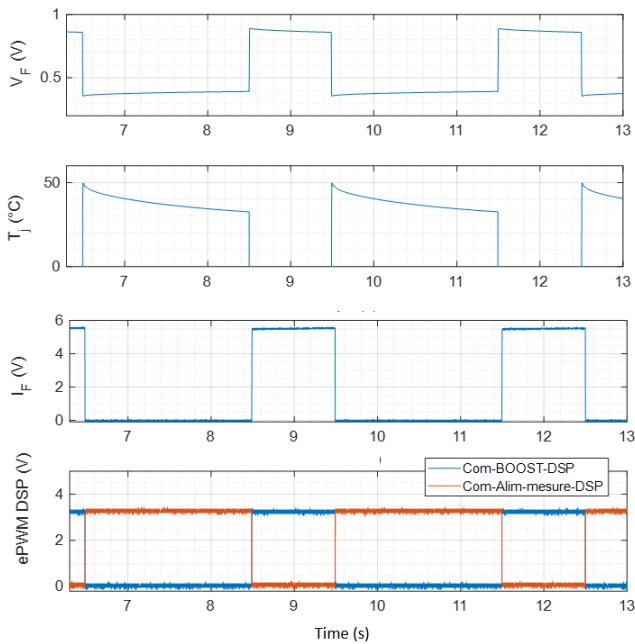 1
0.5
V_F (V)
7 8 9 10 11 12 13
50
0
T_j (°C)
7 8 9 10 11 12 13
6
4
2
0
I_F (V)
7 8 9 10 11 12 13
Com-BOOST-DSP
Com-Alim-mesure-DSP
4
2
0
ePWM DSP (V)
7 8 9 10 11 12 13
Time (s)